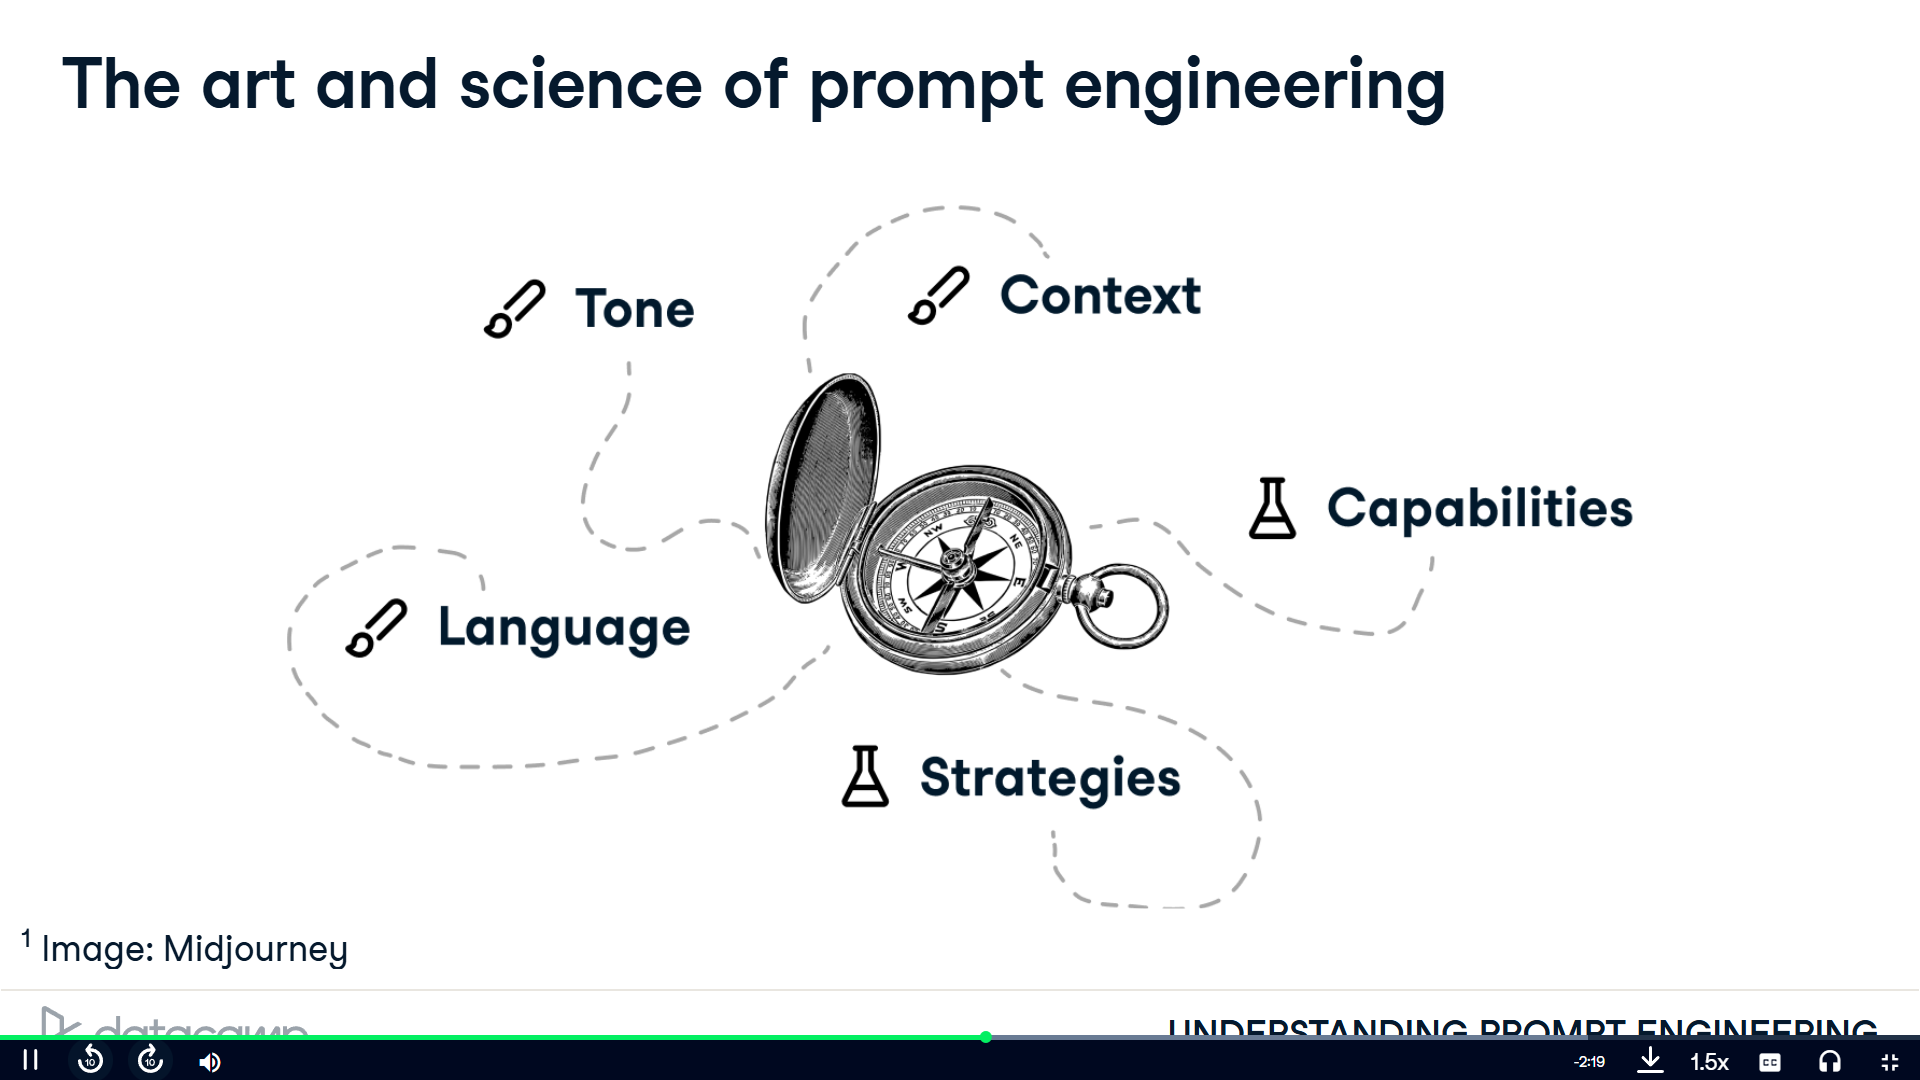 The art and science of prompt engineering
Tone
Context
Capabilities
Language
Strategies
NW
NE
E
S
SW
W
1 Image: Midjourney
datacamp
UNDERSTANDING PROMPT ENGINEERING
10
10
-2:19
1.5x
CC